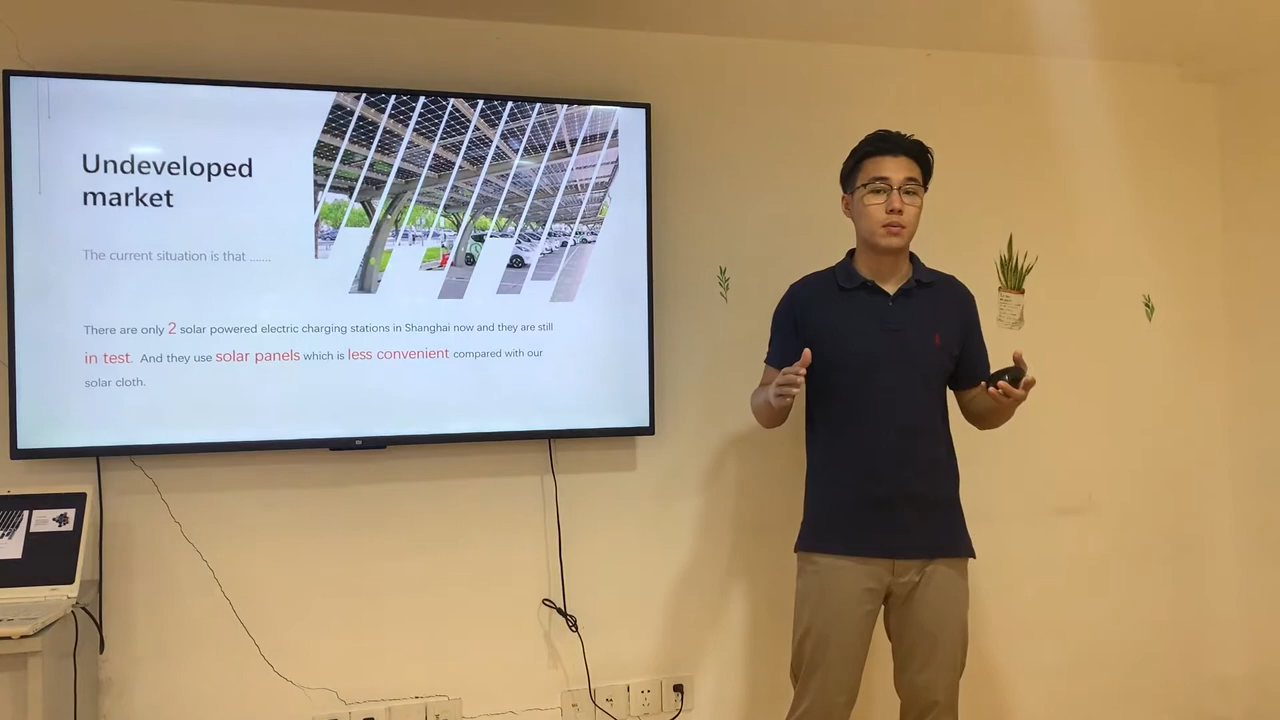 Undeveloped
market
The current situation is that .......
There are only 2 solar powered electric charging stations in Shanghai now and they are still
in test. And they use solar panels which is less convenient compared with our
solar cloth.